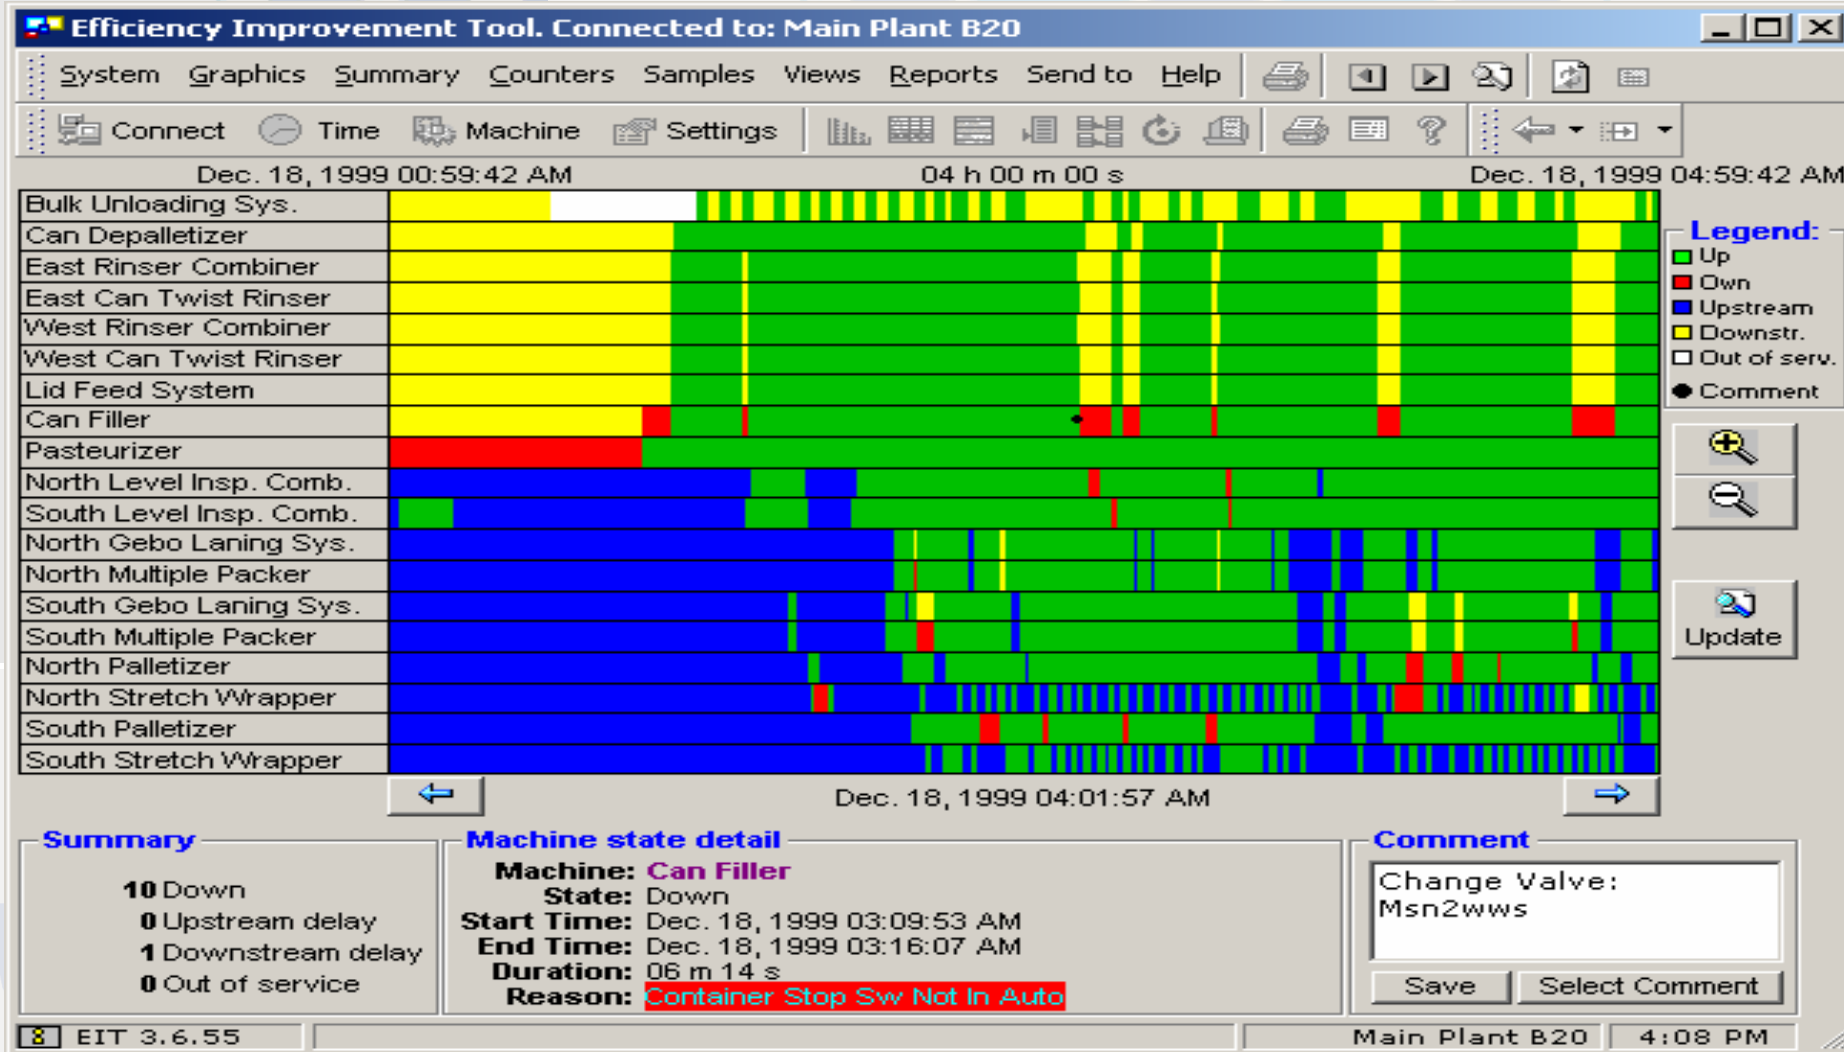 Efficiency Improvement Tool. Connected to: Main Plant B20
System Graphics Summary Counters Samples Views Reports Send to Help
Connect Time Machine Settings
Dec. 18, 1999 00:59:42 AM 04 h 00 m 00 s Dec. 18, 1999 04:59:42 AM
Bulk Unloading Sys.
Can Depalletizer
East Rinser Combiner
East Can Twist Rinser
West Rinser Combiner
West Can Twist Rinser
Lid Feed System
Can Filler
Pasteurizer
North Level Insp. Comb.
South Level Insp. Comb.
North Gebo Laning Sys.
North Multiple Packer
South Gebo Laning Sys.
South Multiple Packer
North Palletizer
North Stretch Wrapper
South Palletizer
South Stretch Wrapper
Legend:
Up
Own
Upstream
Downstr.
Out of serv.
Comment
Update
Dec. 18, 1999 04:01:57 AM
Summary
10 Down
0 Upstream delay
1 Downstream delay
0 Out of service
Machine state detail
Machine: Can Filler
State: Down
Start Time: Dec. 18, 1999 03:09:53 AM
End Time: Dec. 18, 1999 03:16:07 AM
Duration: 06 m 14 s
Reason: Container Stop Sw Not In Auto
Comment
Change Valve:
Msn2wws
Save Select Comment
EIT 3.6.55 Main Plant B20 4:08 PM